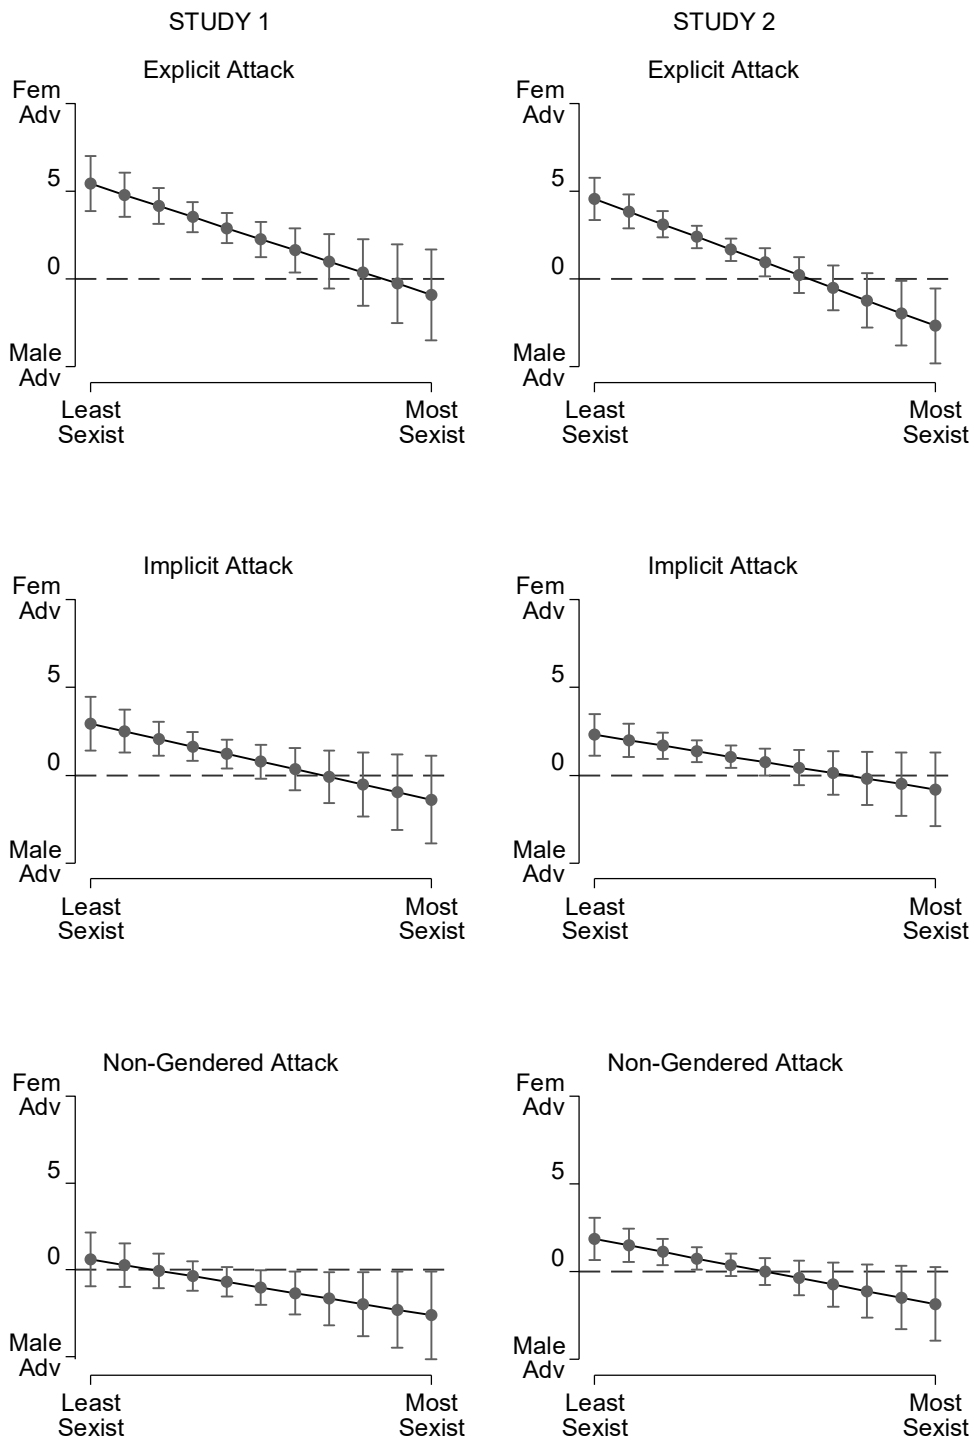 STUDY 1
STUDY 2
Explicit Attack
Fem
Adv
5
0
Male
Adv
Least
Sexist
Most
Sexist
Explicit Attack
Fem
Adv
5
0
Male
Adv
Least
Sexist
Most
Sexist
Implicit Attack
Fem
Adv
5
0
Male
Adv
Least
Sexist
Most
Sexist
Implicit Attack
Fem
Adv
5
0
Male
Adv
Least
Sexist
Most
Sexist
Non-Gendered Attack
Fem
Adv
5
0
Male
Adv
Least
Sexist
Most
Sexist
Non-Gendered Attack
Fem
Adv
5
0
Male
Adv
Least
Sexist
Most
Sexist